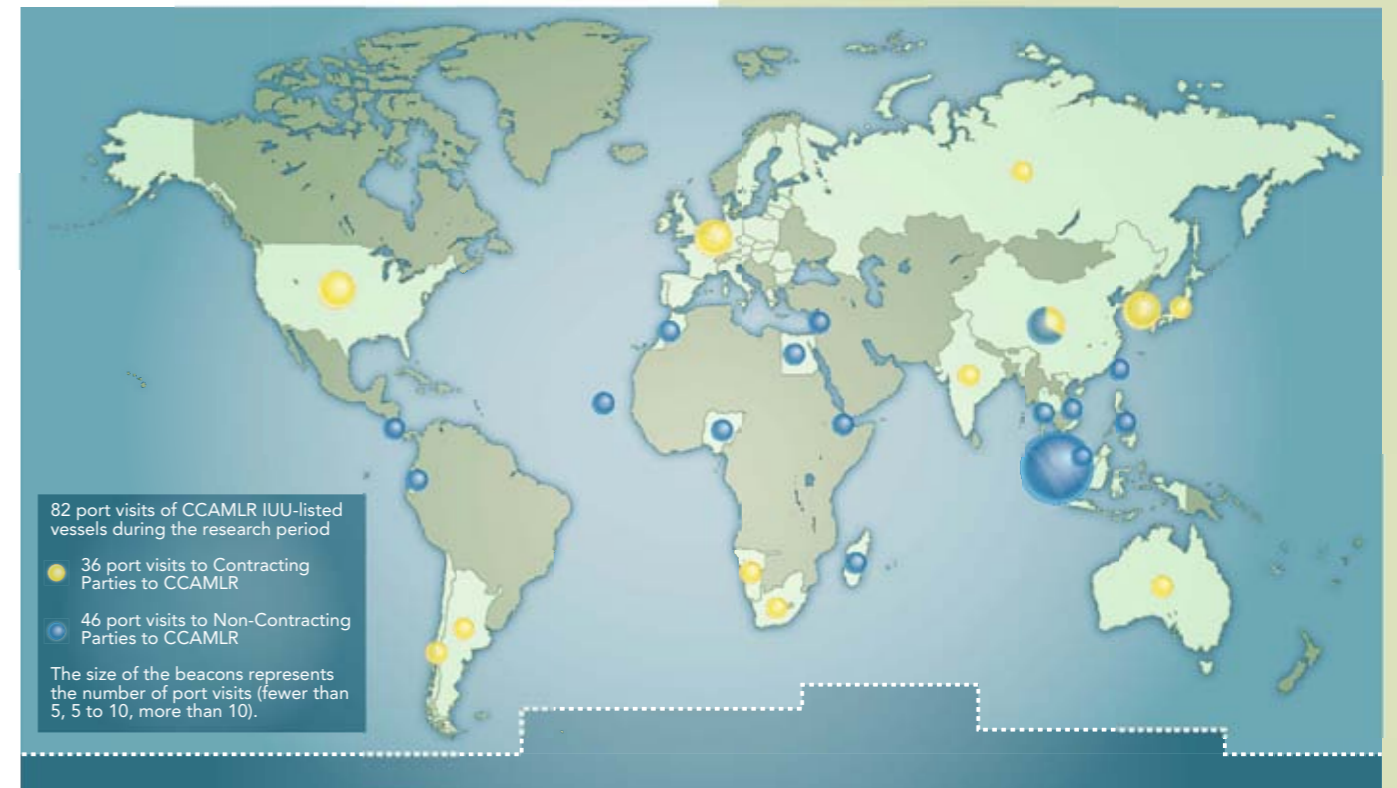 82 port visits of CCAMLR IUU-listed
vessels during the research period
36 port visits to Contracting
Parties to CCAMLR
46 port visits to Non-Contracting
Parties to CCAMLR
The size of the beacons represents
the number of port visits (fewer than
5, 5 to 10, more than 10).